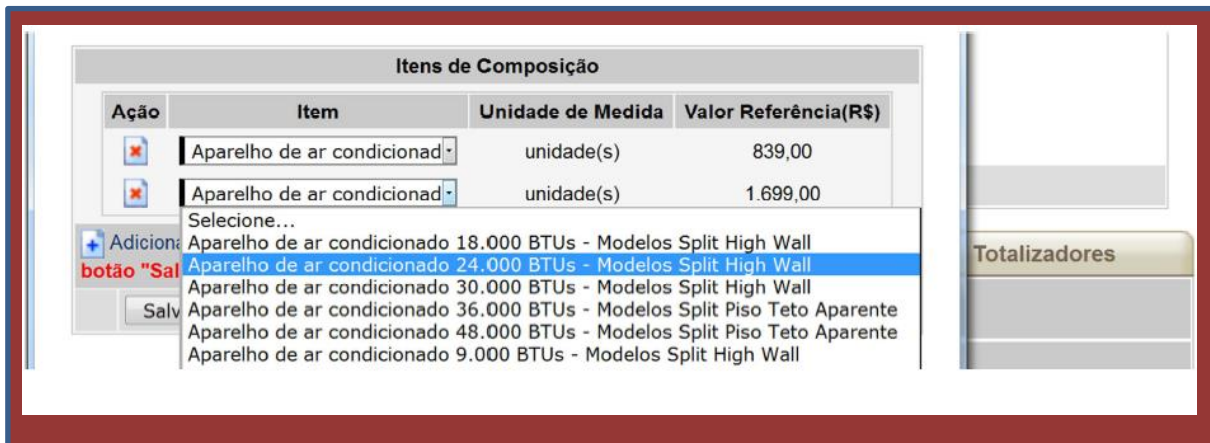 Itens de Composição
Ação Item Unidade de Medida Valor Referência(R$)
Aparelho de ar condicionad unidade(s) 839,00
Aparelho de ar condicionad unidade(s) 1.699,00
Selecione...
Adiciona Aparelho de ar condicionado 18.000 BTUs - Modelos Split High Wall
botão "Sal Aparelho de ar condicionado 24.000 BTUs - Modelos Split High Wall
Totalizadores
Aparelho de ar condicionado 30.000 BTUs - Modelos Split High Wall
Salv Aparelho de ar condicionado 36.000 BTUs - Modelos Split Piso Teto Aparente
Aparelho de ar condicionado 48.000 BTUs - Modelos Split Piso Teto Aparente
Aparelho de ar condicionado 9.000 BTUs - Modelos Split High Wall